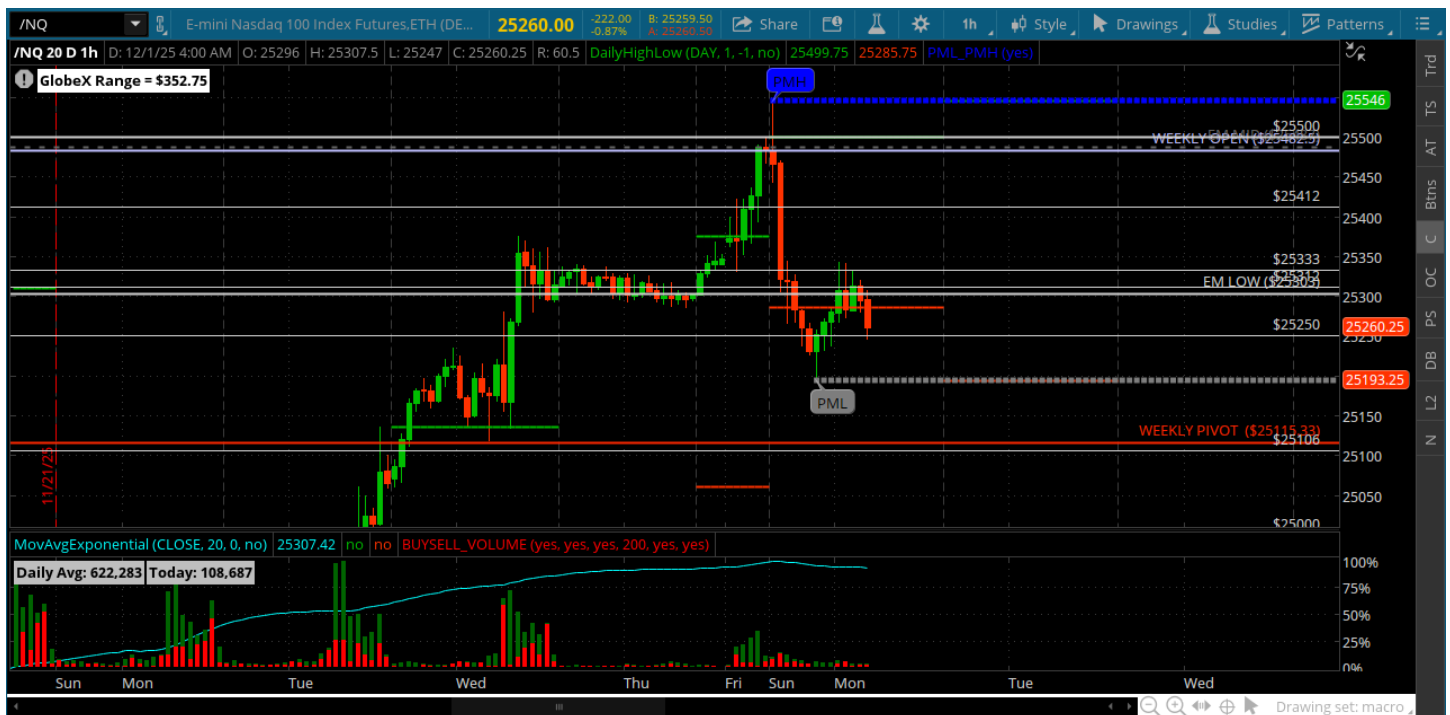 /NQ E-mini Nasdaq 100 Index Futures,ETH (DE... 25260.00 -222.00 -0.87% B: 25259.50 A: 25260.50 Share 1h Style Drawings Studies Patterns
/NQ 20 D 1h D: 12/1/25 4:00 AM O: 25296 H: 25307.5 L: 25247 C: 25260.25 R: 60.5 DailyHighLow (DAY, 1, -1, no) 25499.75 25285.75 PML_PMH (yes)
GlobeX Range = $352.75
PMH
25546
$25500
25500
WEEKLY OPEN ($25482.5)
25450
$25412
25400
$25333
25350
$25312
EM LOW ($25303)
25300
$25250
25260.25
25250
25193.25
PML
25150
WEEKLY PIVOT ($25115.33)
$25106
25100
11/21/25
25050
$25000
MovAvgExponential (CLOSE, 20, 0, no) 25307.42 no no BUYSELL_VOLUME (yes, yes, yes, 200, yes, yes)
Daily Avg: 622,283 Today: 108,687
100%
75%
50%
25%
0%
Sun Mon Tue Wed Thu Fri Sun Mon Tue Wed
Drawing set: macro
Trd
TS
AT
Btns
C
OC
PS
DB
L2
N